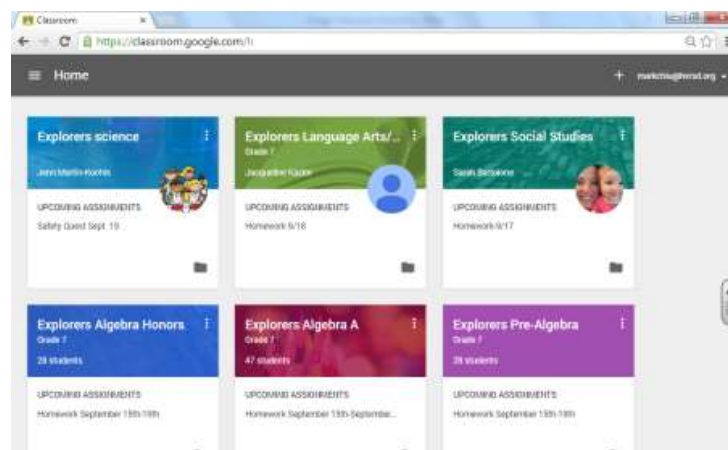 Classroom
https://classroom.google.com/h
Home
Explorers science
UPCOMING ASSIGNMENTS
Safety Quest Sept. 19
Explorers Language Arts/...
Grade 7
UPCOMING ASSIGNMENTS
Homework 9/18
Explorers Social Studies
UPCOMING ASSIGNMENTS
Homework 9/17
Explorers Algebra Honors
Grade 7
28 students
UPCOMING ASSIGNMENTS
Homework September 15th-19th
Explorers Algebra A
Grade 7
47 students
UPCOMING ASSIGNMENTS
Homework September 15th-September...
Explorers Pre-Algebra
Grade 7
28 students
UPCOMING ASSIGNMENTS
Homework September 15th-19th